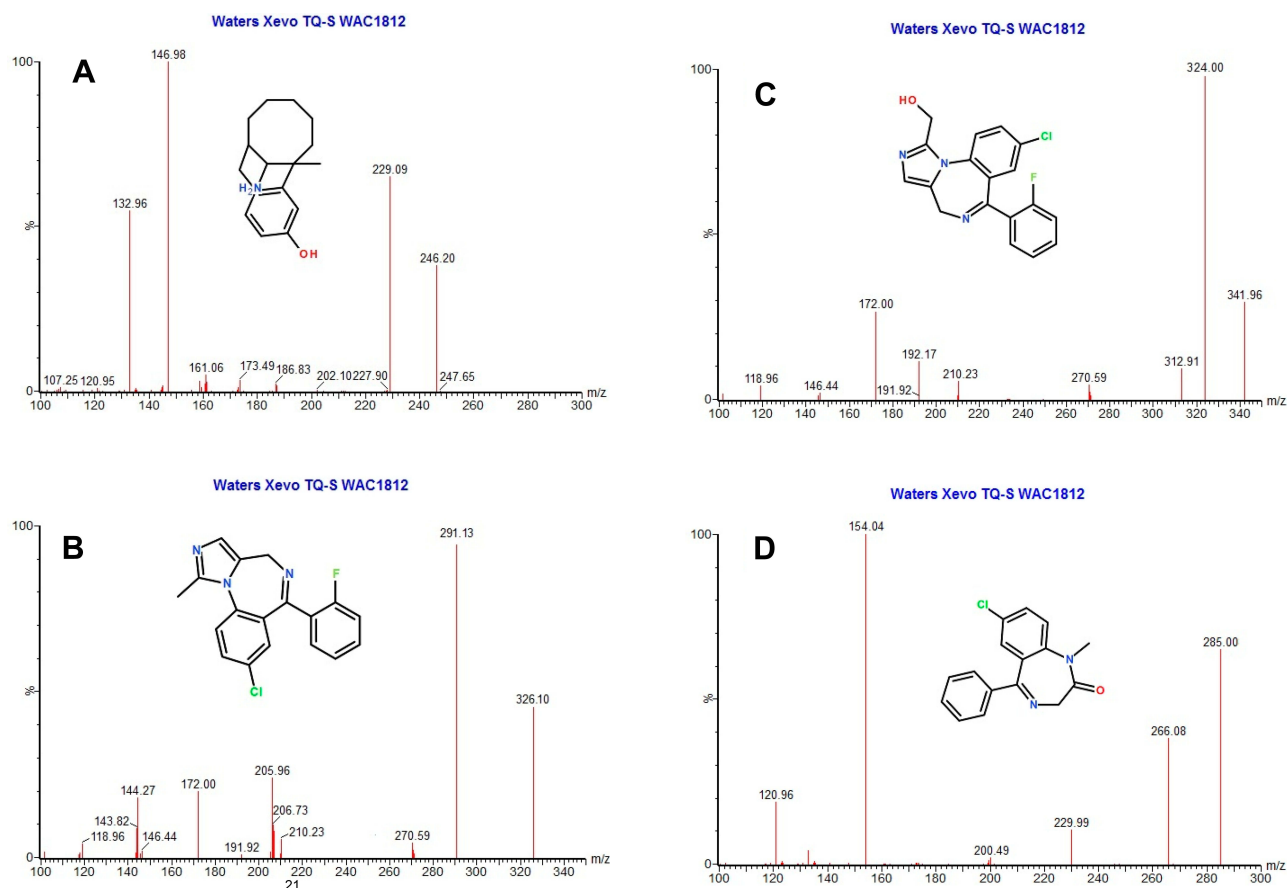 Waters Xevo TQ-S WAC1812
A
100
%
0
146.98
132.96
229.09
246.20
107.25
120.95
161.06
173.49
186.83
202.10
227.90
247.65
H2N
OH
100 120 140 160 180 200 220 240 260 280 300
m/z
Waters Xevo TQ-S WAC1812
C
100
%
0
324.00
341.96
172.00
192.17
118.96
146.44
191.92
210.23
270.59
312.91
HO
N
N
Cl
F
N
100 120 140 160 180 200 220 240 260 280 300 320 340
m/z
Waters Xevo TQ-S WAC1812
B
100
%
0
291.13
326.10
205.96
172.00
144.27
206.73
143.82
210.23
118.96
146.44
191.92
270.59
N
N
N
F
Cl
100 120 140 160 180 200 220 240 260 280 300 320 340
m/z
21
Waters Xevo TQ-S WAC1812
D
100
%
0
154.04
285.00
266.08
120.96
229.99
200.49
Cl
N
O
N
100 120 140 160 180 200 220 240 260 280 300
m/z